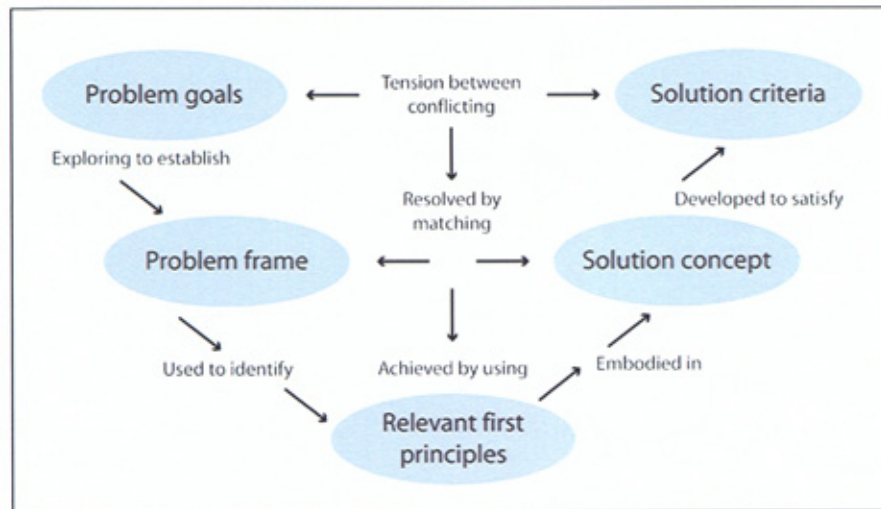 Problem goals
Tension between
conflicting
Solution criteria
Exploring to establish
Resolved by
matching
Developed to satisfy
Problem frame
Solution concept
Used to identify
Achieved by using
Embodied in
Relevant first
principles